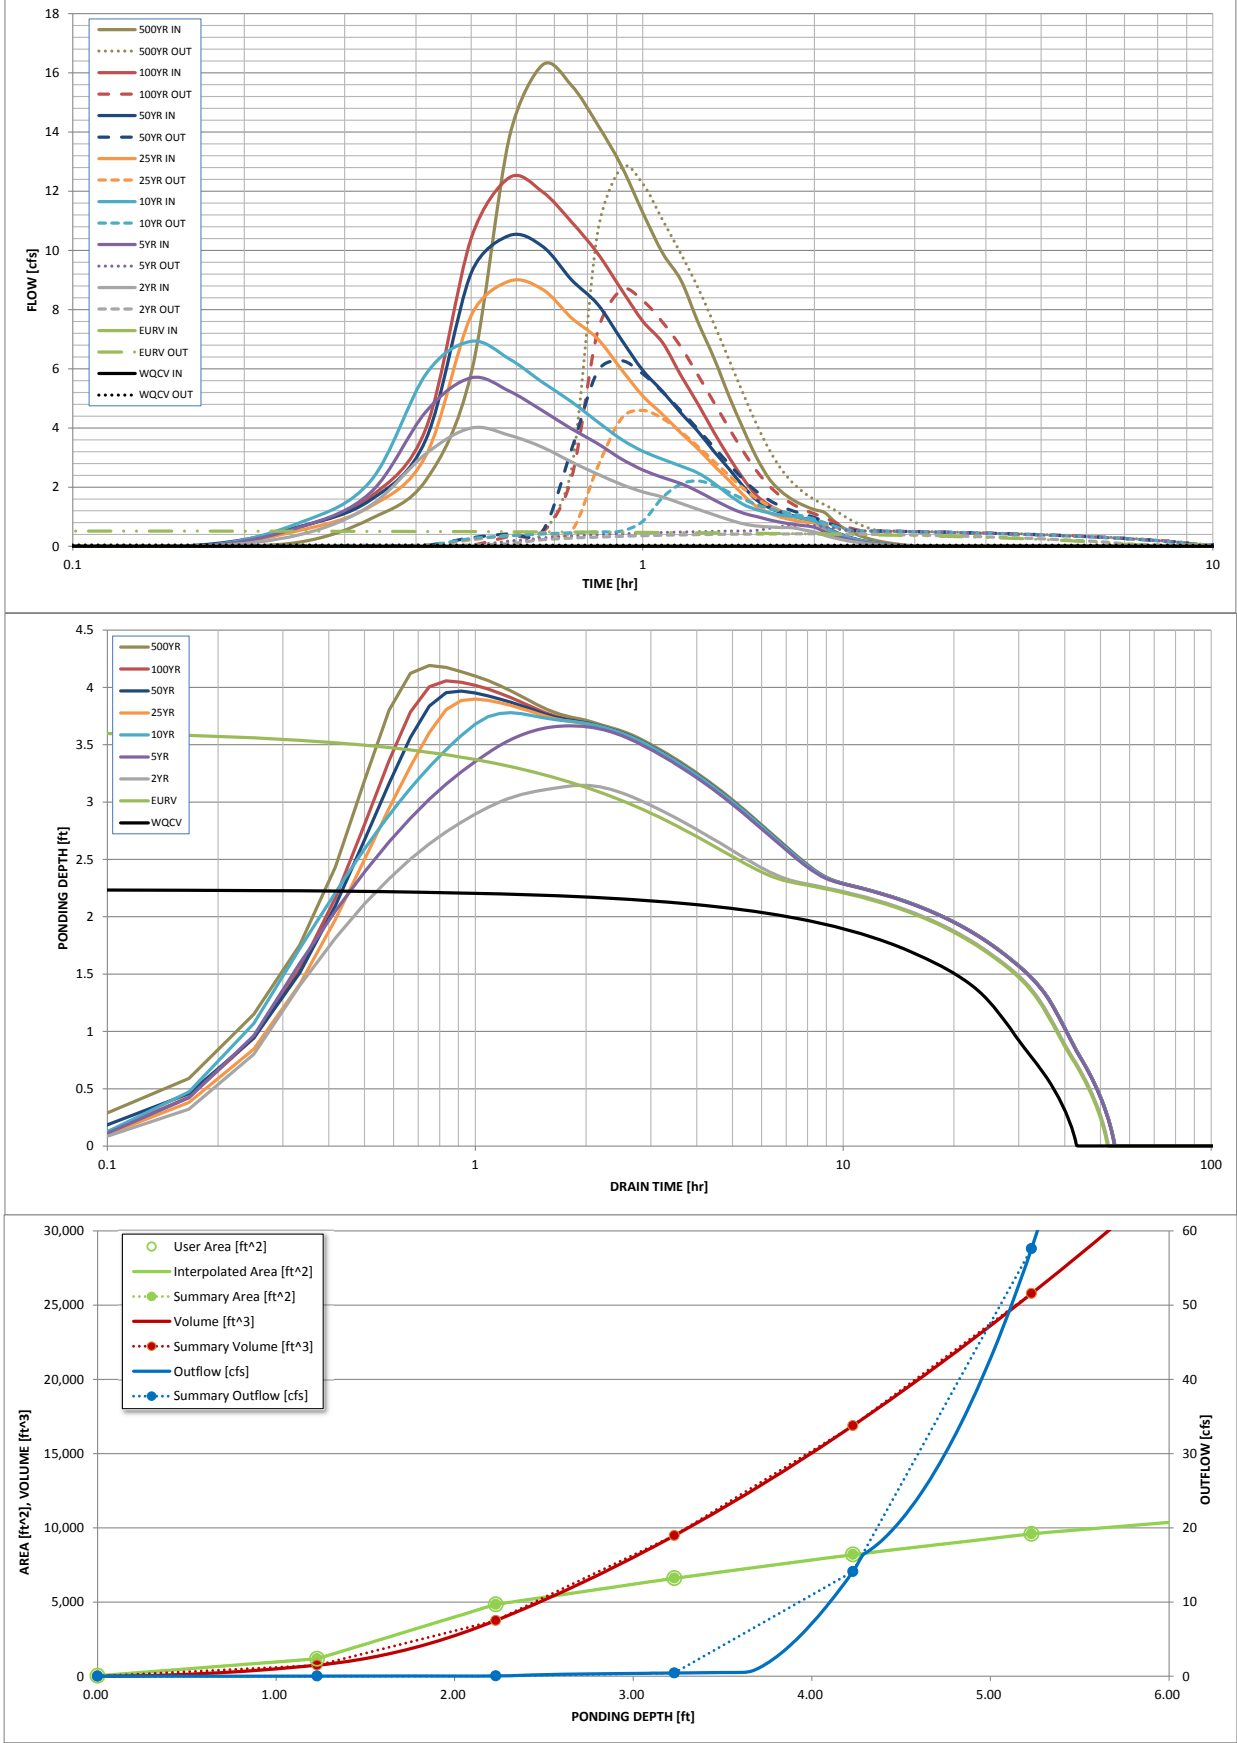 18
16
14
12
10
8
6
4
2
0
FLOW [cfs]
500YR IN
500YR OUT
100YR IN
100YR OUT
50YR IN
50YR OUT
25YR IN
25YR OUT
10YR IN
10YR OUT
5YR IN
5YR OUT
2YR IN
2YR OUT
EURV IN
EURV OUT
WQCV IN
WQCV OUT
0.1
1
10
TIME [hr]
4.5
4
3.5
3
2.5
2
1.5
1
0.5
0
PONDING DEPTH [ft]
500YR
100YR
50YR
25YR
10YR
5YR
2YR
EURV
WQCV
0.1
1
10
100
DRAIN TIME [hr]
30,000
25,000
20,000
15,000
10,000
5,000
0
AREA [ft^2], VOLUME [ft^3]
User Area [ft^2]
Interpolated Area [ft^2]
Summary Area [ft^2]
Volume [ft^3]
Summary Volume [ft^3]
Outflow [cfs]
Summary Outflow [cfs]
60
50
40
30
20
10
0
OUTFLOW [cfs]
0.00
1.00
2.00
3.00
4.00
5.00
6.00
PONDING DEPTH [ft]